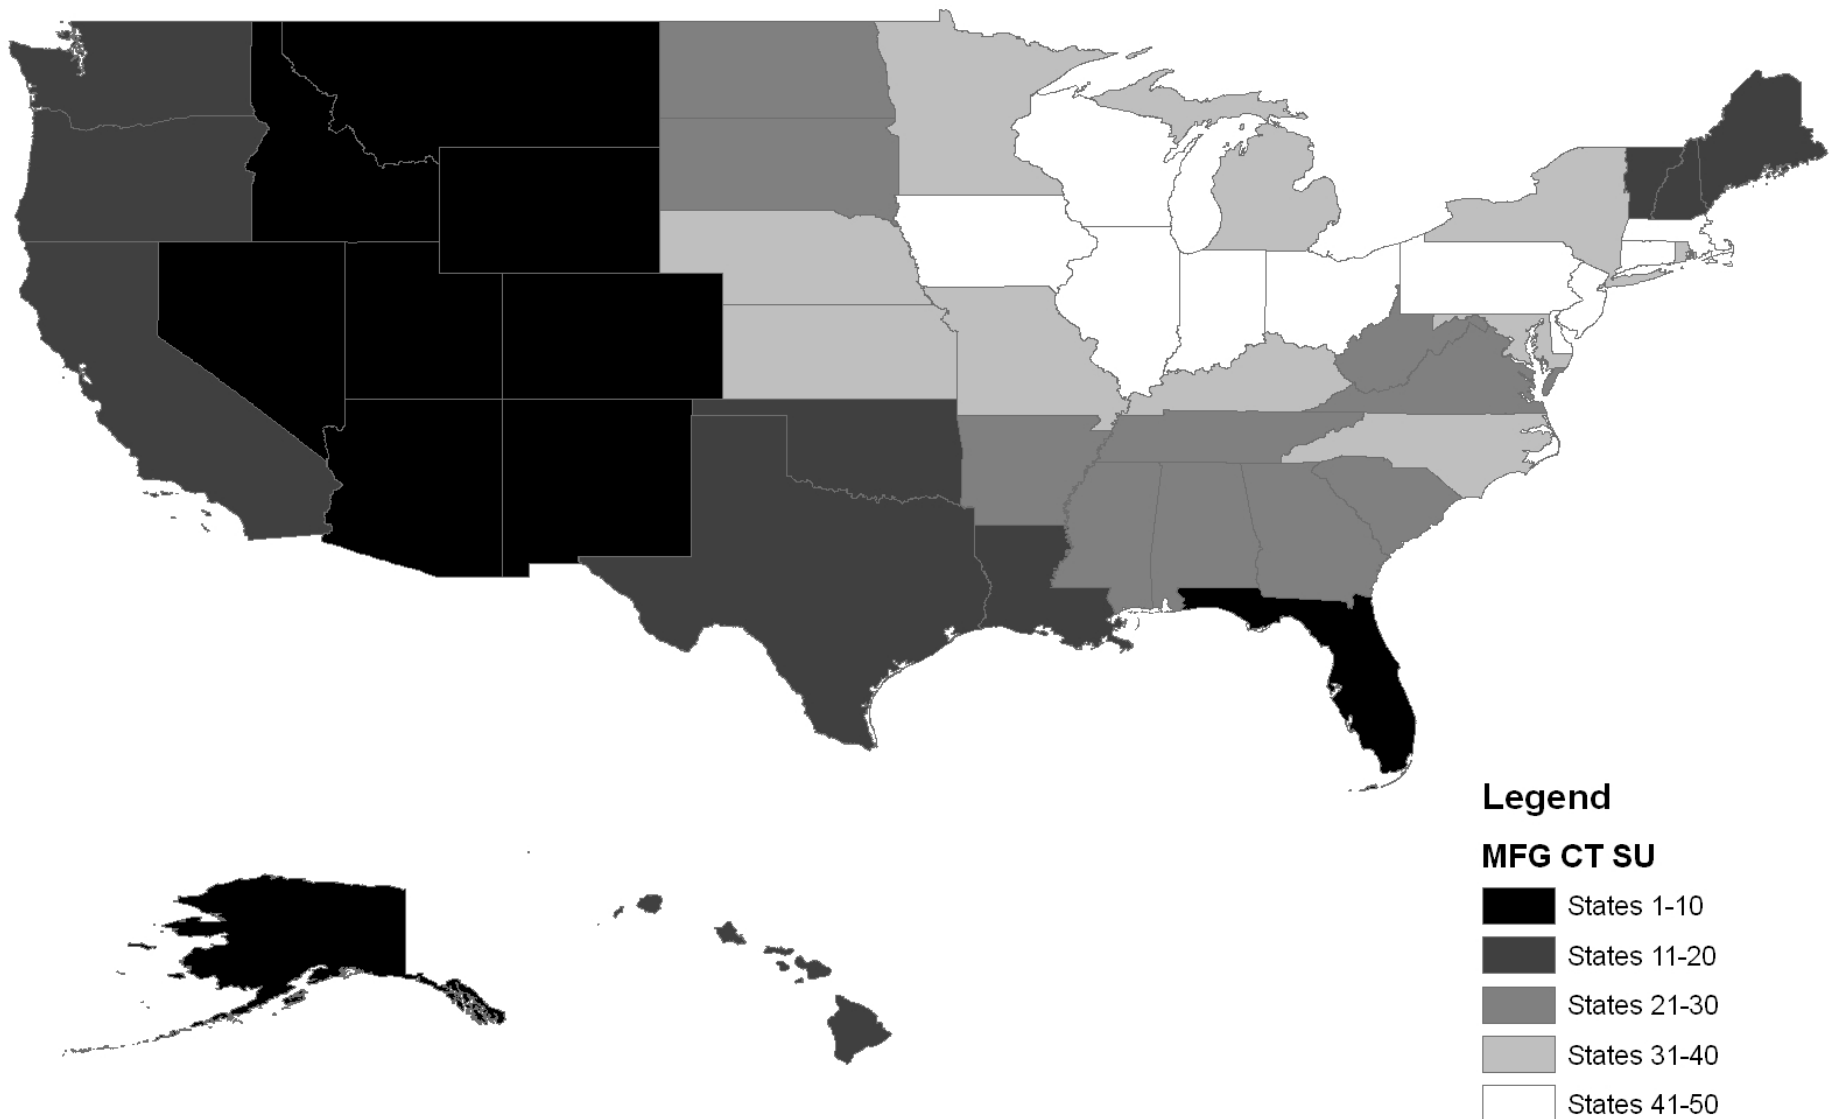 Legend
MFG CT SU
States 1-10
States 11-20
States 21-30
States 31-40
States 41-50